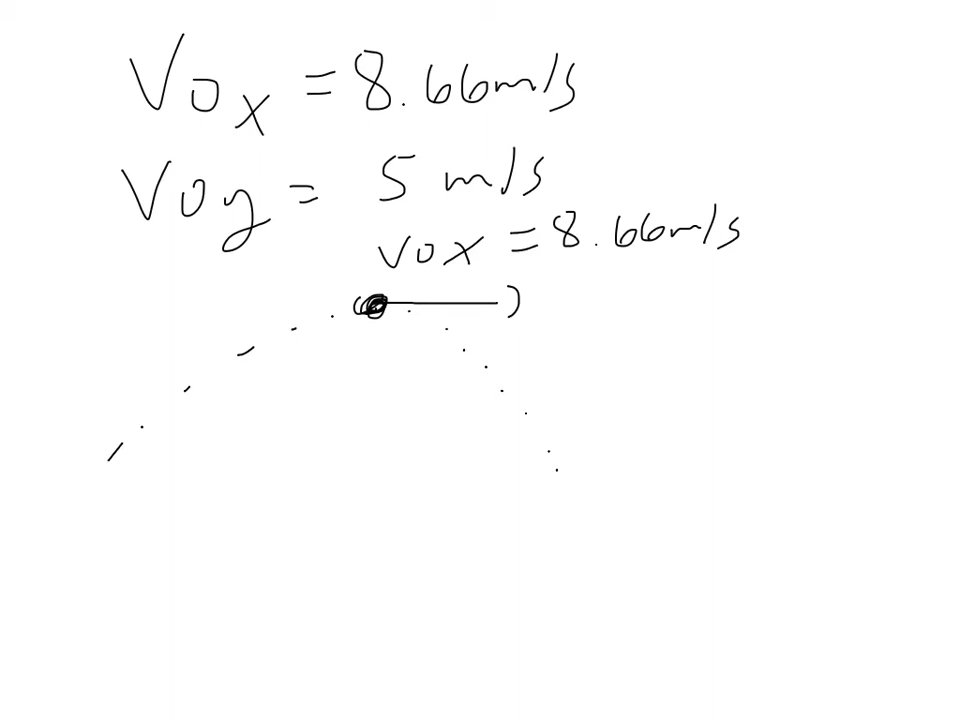 Vox = 8.66m/s
Voy = 5 m/s
vox = 8.66m/s